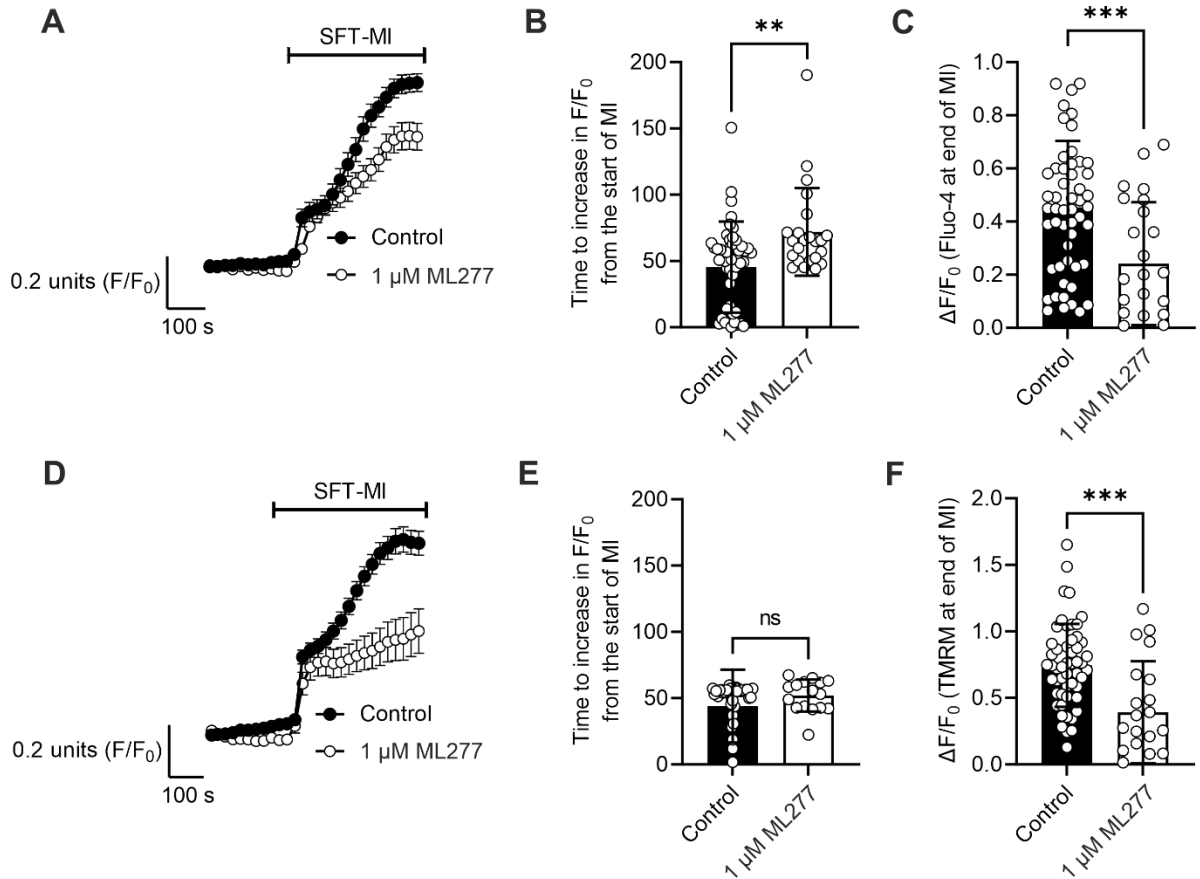 A
SFT-MI
Control
1 µM ML277
0.2 units (F/F0)
100 s
B
**
Time to increase in F/F0
from the start of MI
200
150
100
50
0
Control
1 µM ML277
C
***
ΔF/F0 (Fluo-4 at end of MI)
1.0
0.8
0.6
0.4
0.2
0.0
Control
1 µM ML277
D
SFT-MI
Control
1 µM ML277
0.2 units (F/F0)
100 s
E
ns
Time to increase in F/F0
from the start of MI
200
150
100
50
0
Control
1 µM ML277
F
***
ΔF/F0 (TMRM at end of MI)
2.0
1.5
1.0
0.5
0.0
Control
1 µM ML277